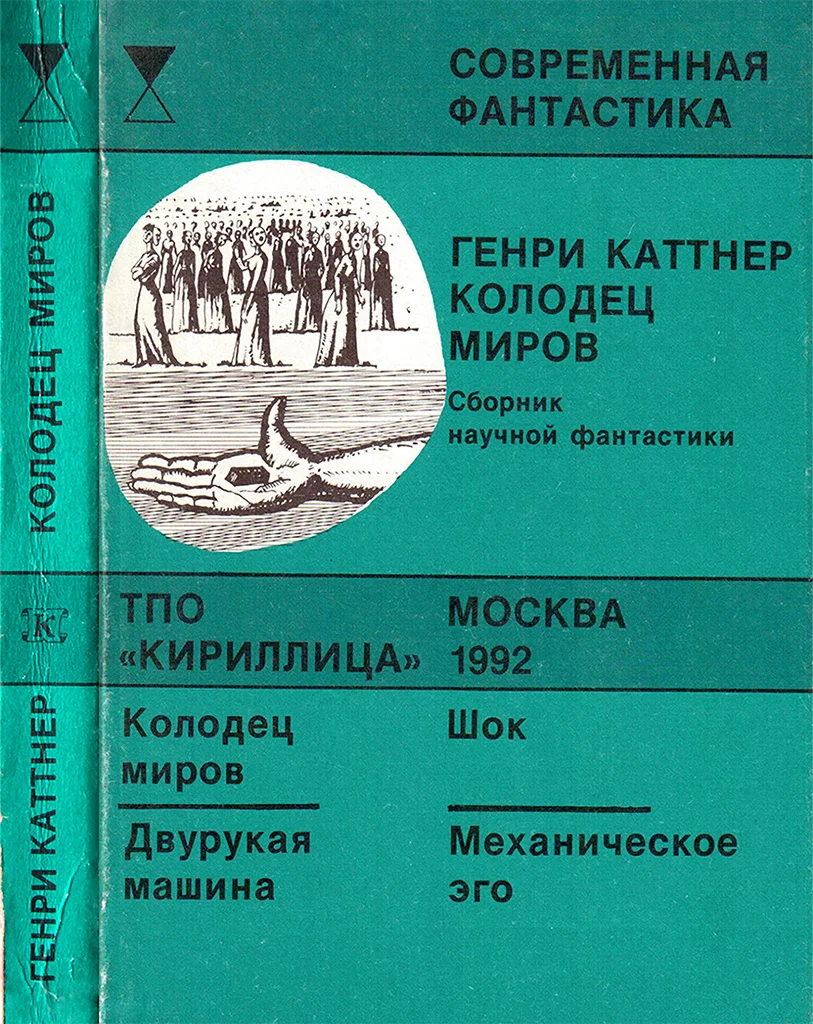 СОВРЕМЕННАЯ
ФАНТАСТИКА
ГЕНРИ КАТТНЕР
КОЛОДЕЦ
МИРОВ
Сборник
научной фантастики
ТПО
«КИРИЛЛИЦА»
МОСКВА
1992
Колодец
миров
Шок
Двурукая
машина
Механическое
эго
КОЛОДЕЦ МИРОВ
К
ГЕНРИ КАТТНЕР